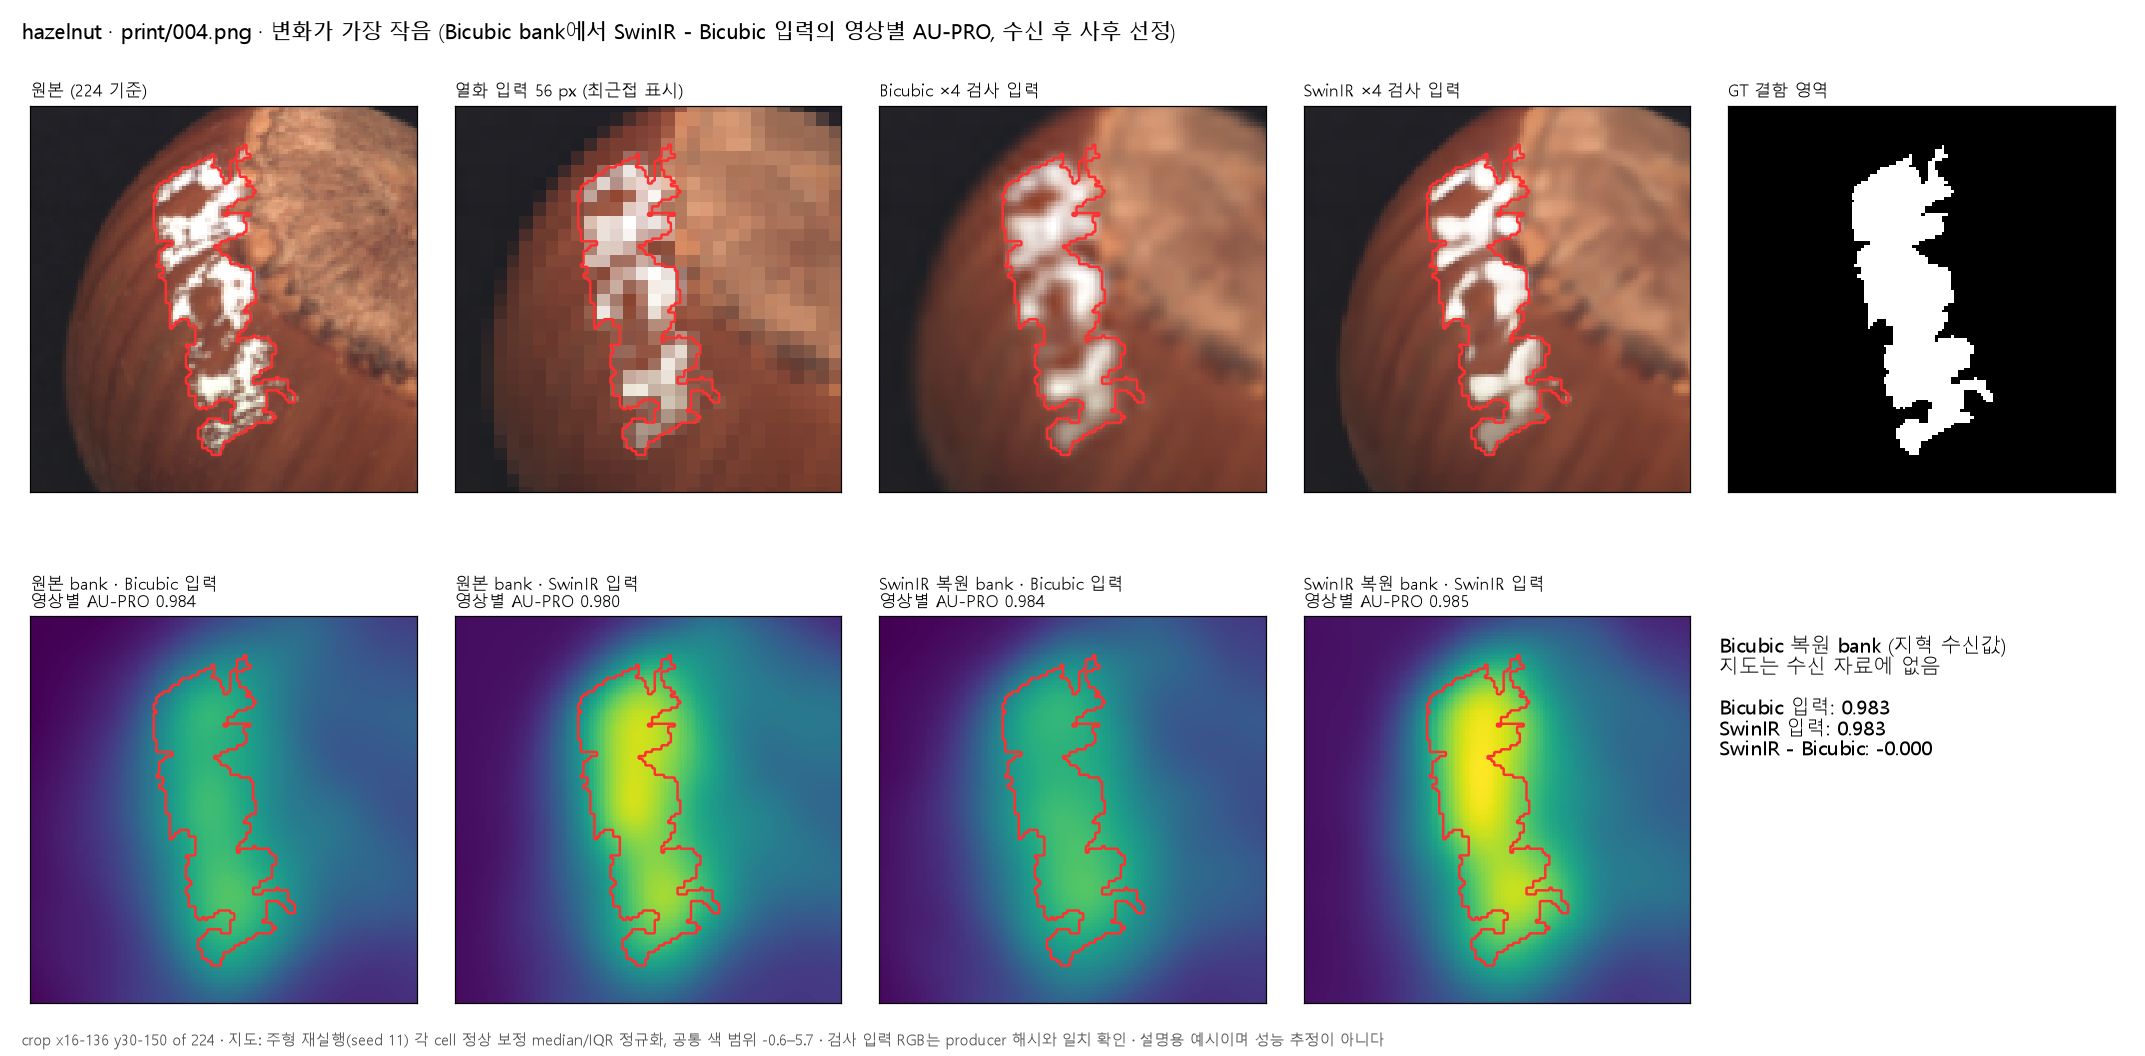 hazelnut · print/004.png · 변화가 가장 작음 (Bicubic bank에서 SwinIR - Bicubic 입력의 영상별 AU-PRO, 수신 후 사후 선정)
원본 (224 기준)
열화 입력 56 px (최근접 표시)
Bicubic ×4 검사 입력
SwinIR ×4 검사 입력
GT 결함 영역
원본 bank · Bicubic 입력
영상별 AU-PRO 0.984
원본 bank · SwinIR 입력
영상별 AU-PRO 0.980
SwinIR 복원 bank · Bicubic 입력
영상별 AU-PRO 0.984
SwinIR 복원 bank · SwinIR 입력
영상별 AU-PRO 0.985
Bicubic 복원 bank (지혁 수신값)
지도는 수신 자료에 없음
Bicubic 입력: 0.983
SwinIR 입력: 0.983
SwinIR - Bicubic: -0.000
crop x16-136 y30-150 of 224 · 지도: 주형 재실행(seed 11) 각 cell 정상 보정 median/IQR 정규화, 공통 색 범위 -0.6–5.7 · 검사 입력 RGB는 producer 해시와 일치 확인 · 설명용 예시이며 성능 추정이 아니다